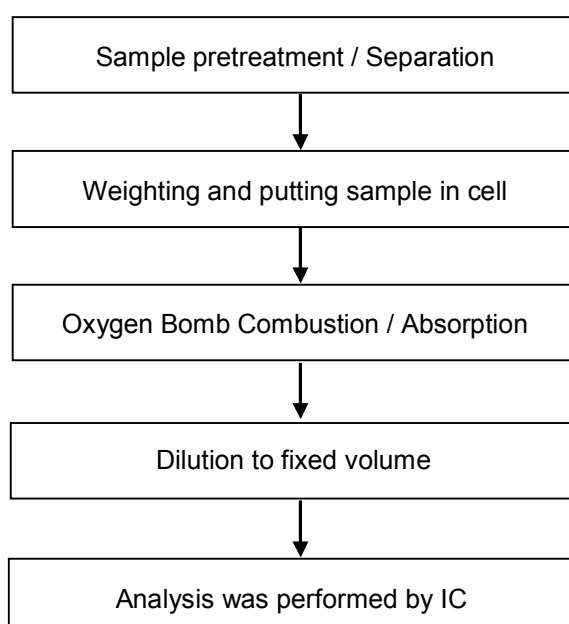 Sample pretreatment / Separation
Weighting and putting sample in cell
Oxygen Bomb Combustion / Absorption
Dilution to fixed volume
Analysis was performed by IC